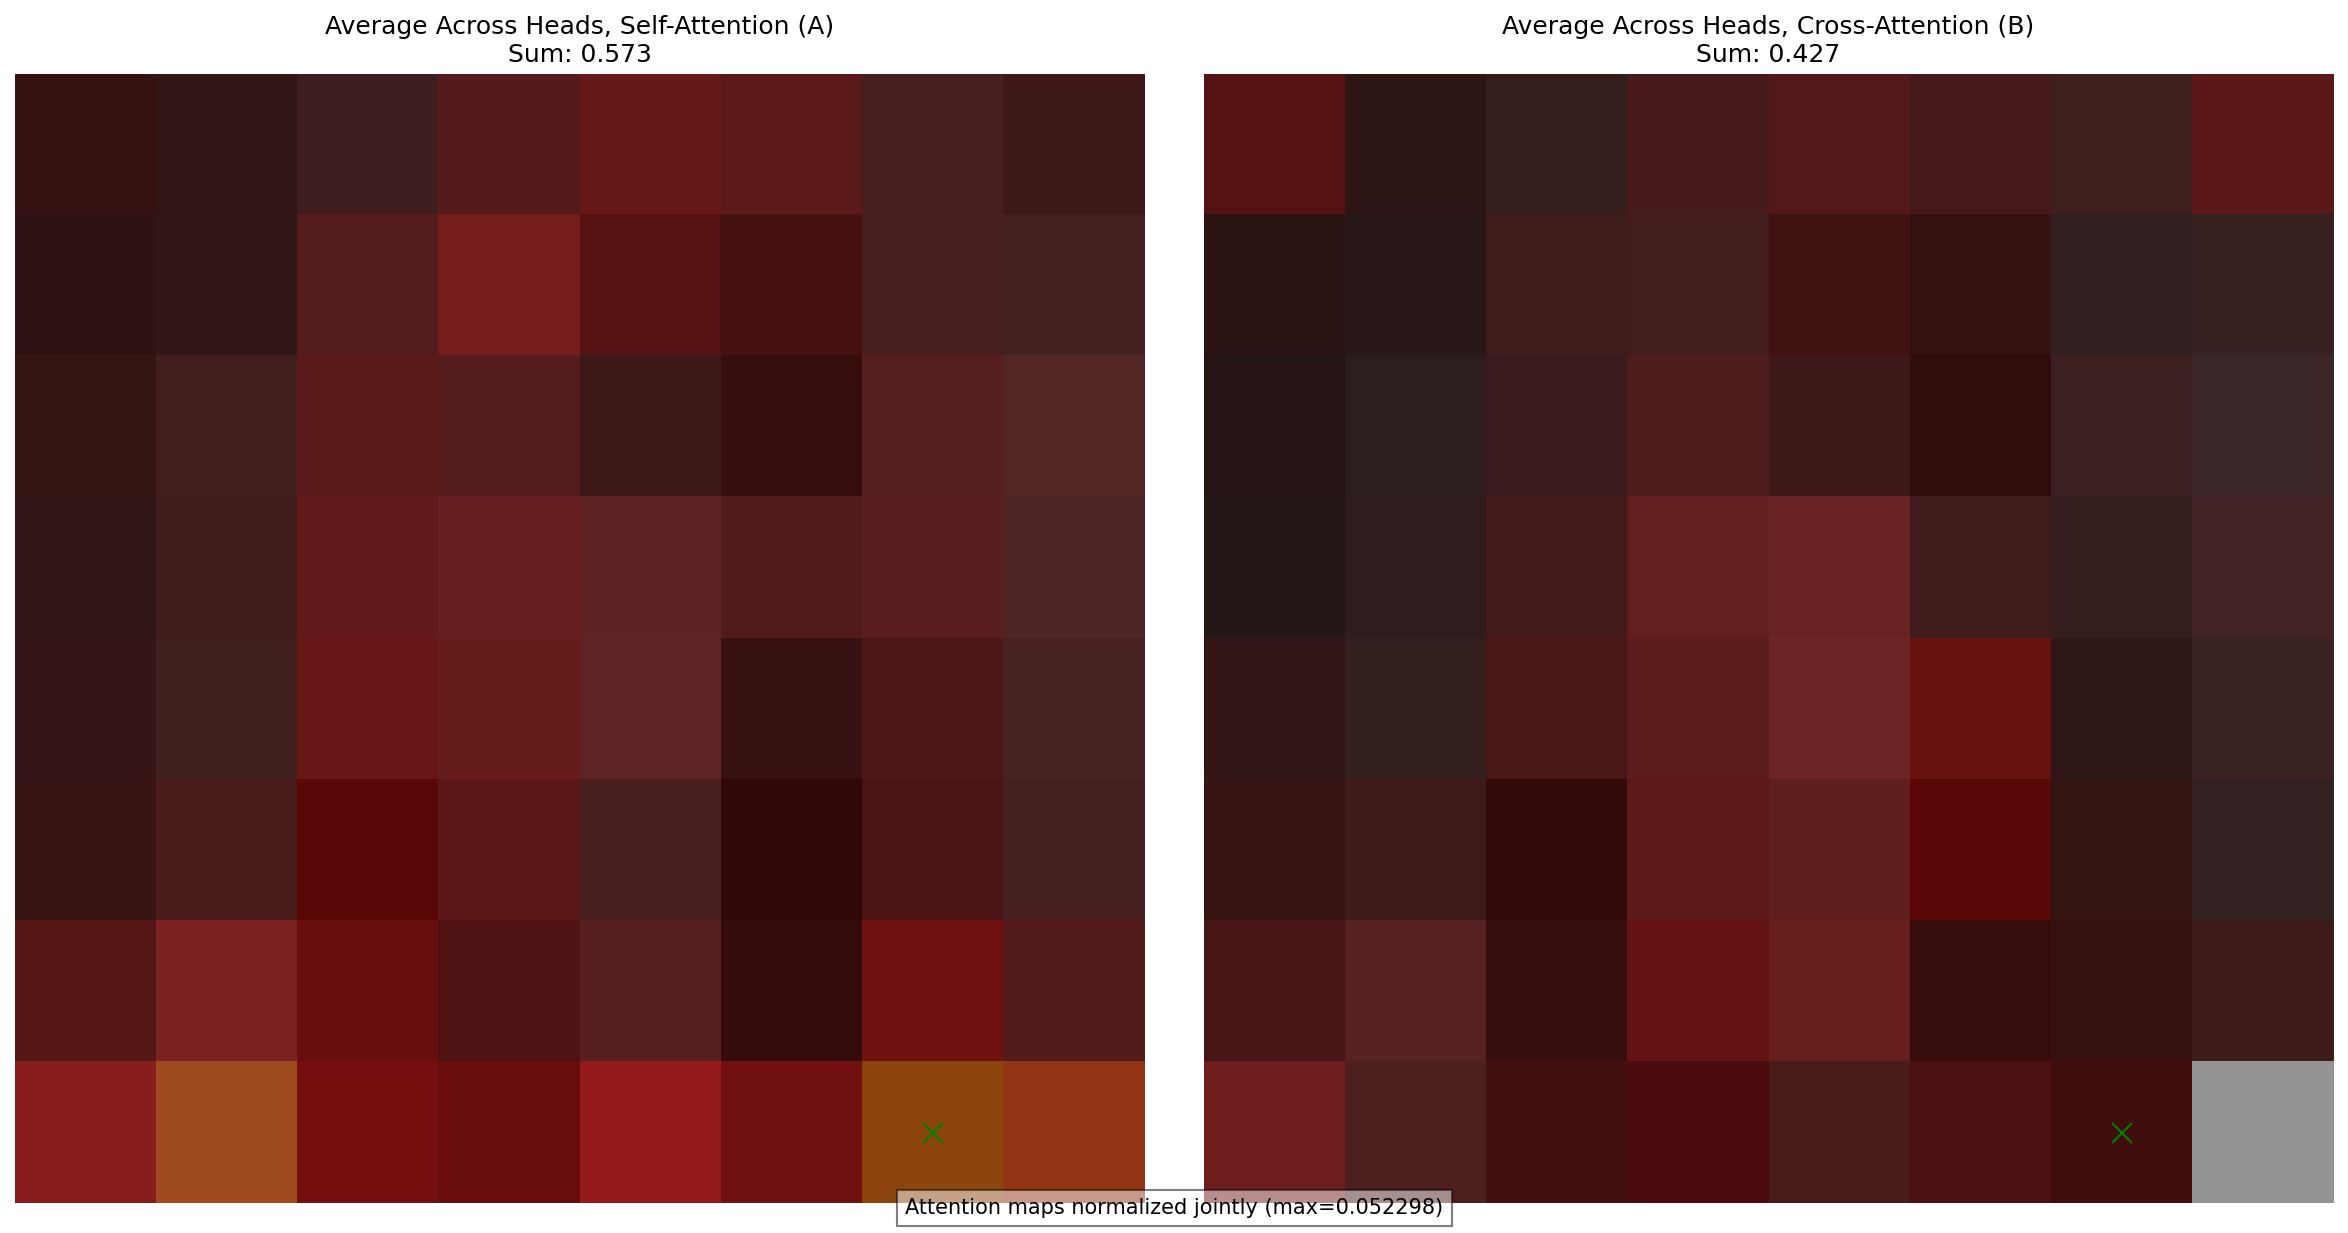 Average Across Heads, Self-Attention (A)
Sum: 0.573
Average Across Heads, Cross-Attention (B)
Sum: 0.427
Attention maps normalized jointly (max=0.052298)